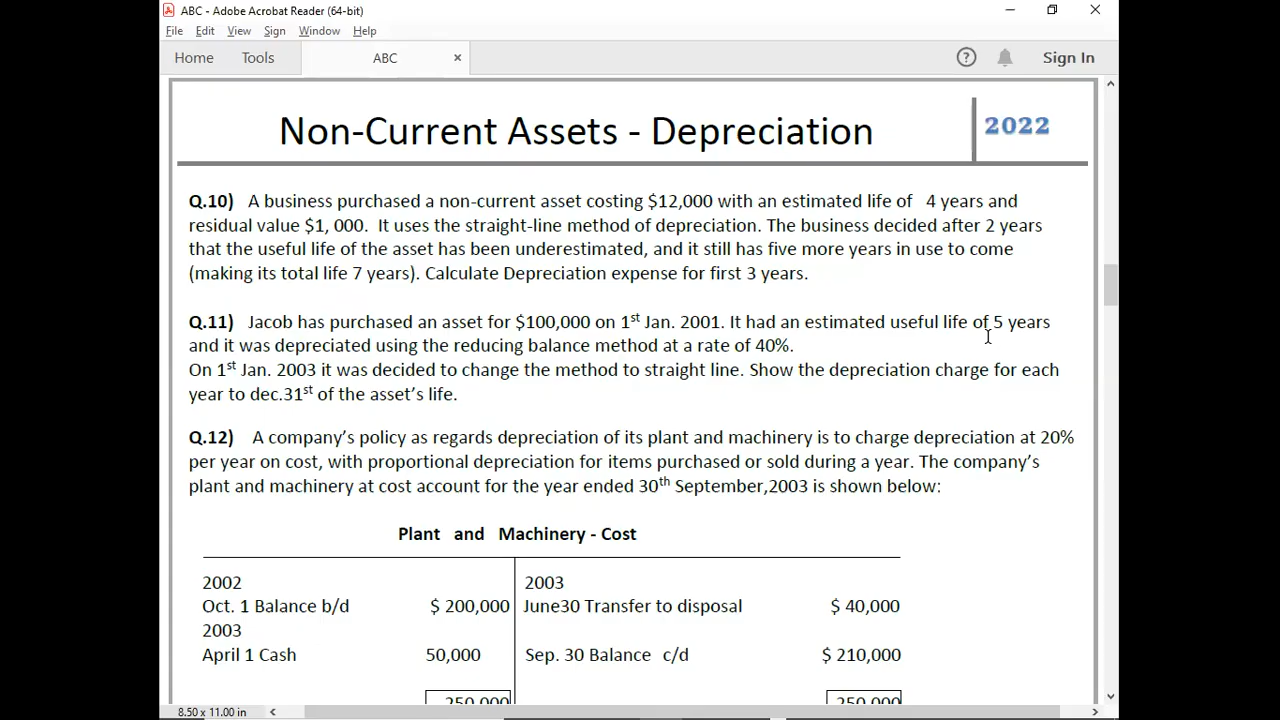 ABC - Adobe Acrobat Reader (64-bit)
File Edit View Sign Window Help
Home Tools ABC × ? Sign In
Non-Current Assets - Depreciation 2022
Q.10) A business purchased a non-current asset costing $12,000 with an estimated life of 4 years and
residual value $1, 000. It uses the straight-line method of depreciation. The business decided after 2 years
that the useful life of the asset has been underestimated, and it still has five more years in use to come
(making its total life 7 years). Calculate Depreciation expense for first 3 years.
Q.11) Jacob has purchased an asset for $100,000 on 1st Jan. 2001. It had an estimated useful life of 5 years
and it was depreciated using the reducing balance method at a rate of 40%.
On 1st Jan. 2003 it was decided to change the method to straight line. Show the depreciation charge for each
year to dec.31st of the asset's life.
Q.12) A company's policy as regards depreciation of its plant and machinery is to charge depreciation at 20%
per year on cost, with proportional depreciation for items purchased or sold during a year. The company's
plant and machinery at cost account for the year ended 30th September,2003 is shown below:
Plant and Machinery - Cost
2002 2003
Oct. 1 Balance b/d $ 200,000 June30 Transfer to disposal $ 40,000
2003
April 1 Cash 50,000 Sep. 30 Balance c/d $ 210,000
250,000 250,000
8.50 x 11.00 in